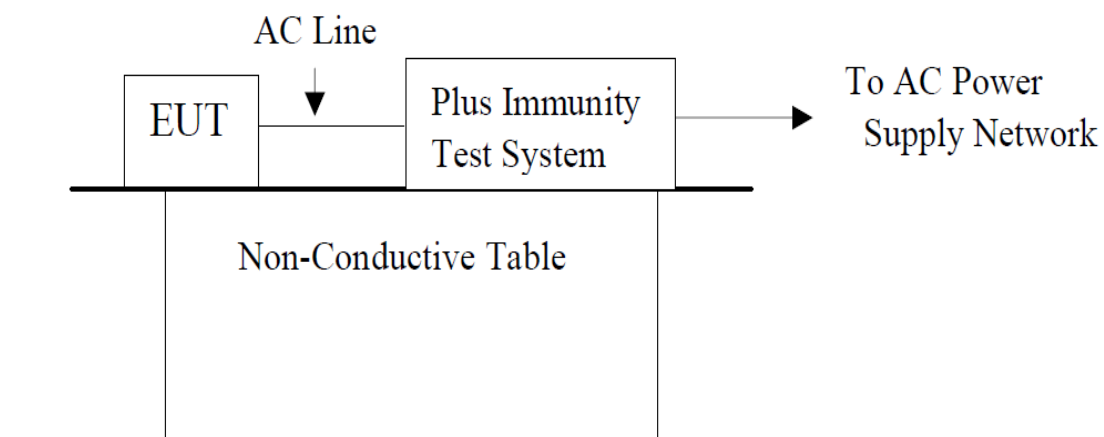 AC Line
EUT
Plus Immunity
Test System
To AC Power
Supply Network
Non-Conductive Table